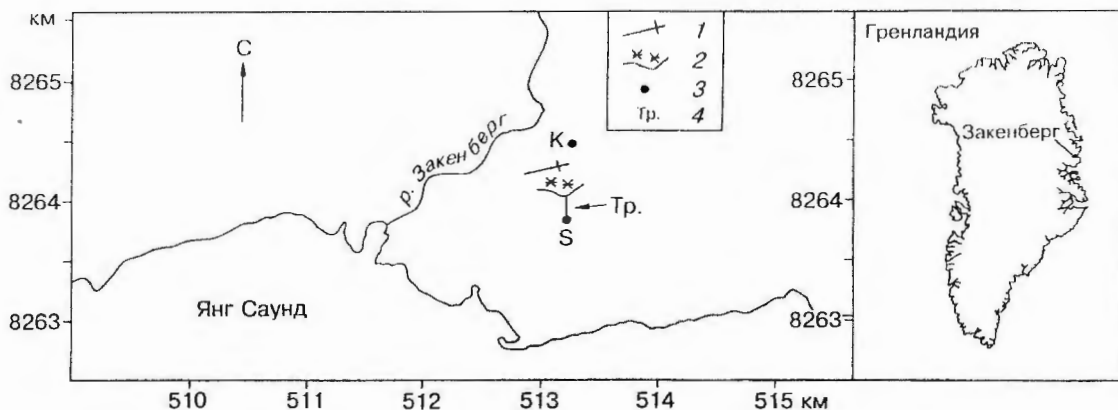 км
С
8265
8264
8263
р. Закенберг
Янг Саунд
К
Тр.
S
1
2
3
Тр. 4
510 511 512 513 514 515 км
8265
8264
8263
Гренландия
Закенберг